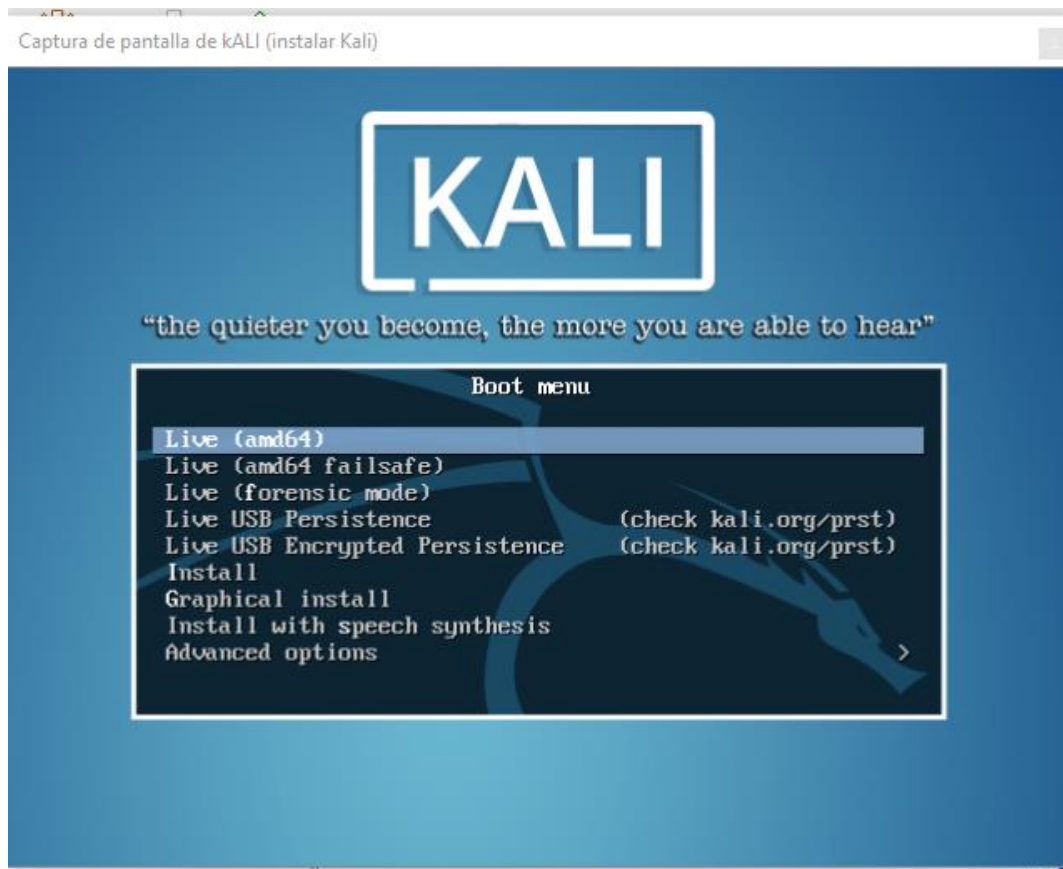 Captura de pantalla de kALI (instalar Kali)
KALI
“the quieter you become, the more you are able to hear”
Boot menu
Live (amd64)
Live (amd64 failsafe)
Live (forensic mode)
Live USB Persistence (check kali.org/prst)
Live USB Encrypted Persistence (check kali.org/prst)
Install
Graphical install
Install with speech synthesis
Advanced options >